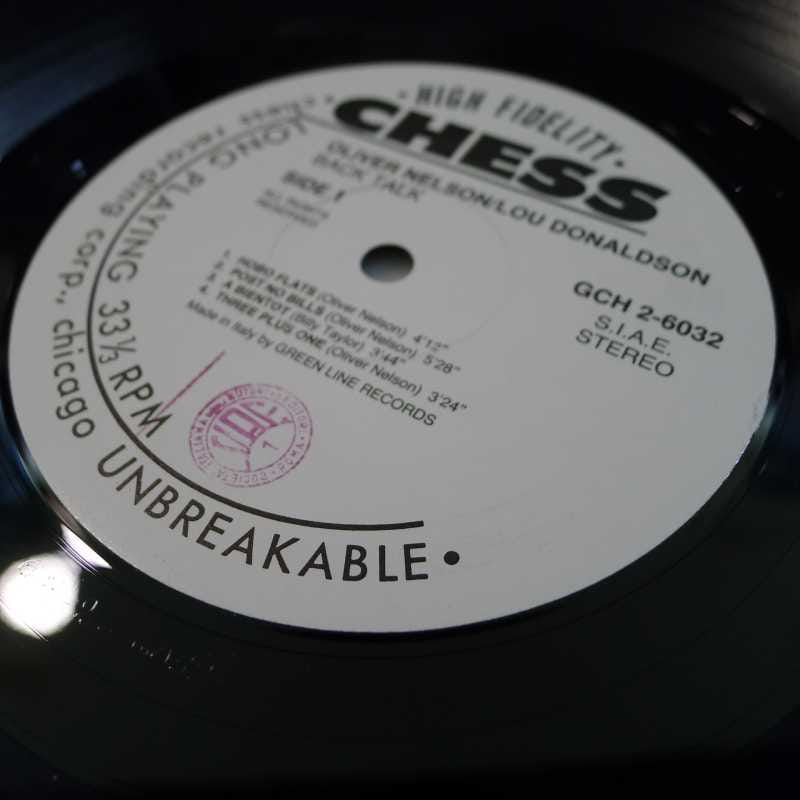 • HIGH FIDELITY •
CHESS
OLIVER NELSON/LOU DONALDSON
BACK TALK
SIDE 1
GCH 2-6032
S.I.A.E.
STEREO
1. HOBO FLATS (Oliver Nelson) 4'12"
2. POST NO BILLS (Oliver Nelson) 5'28"
3. A BIENTOT (Billy Taylor) 3'44"
4. THREE PLUS ONE (Oliver Nelson) 3'24"
Made in Italy by GREEN LINE RECORDS
LONG PLAYING 33⅓ RPM
• chess recording corp., chicago UNBREAKABLE •